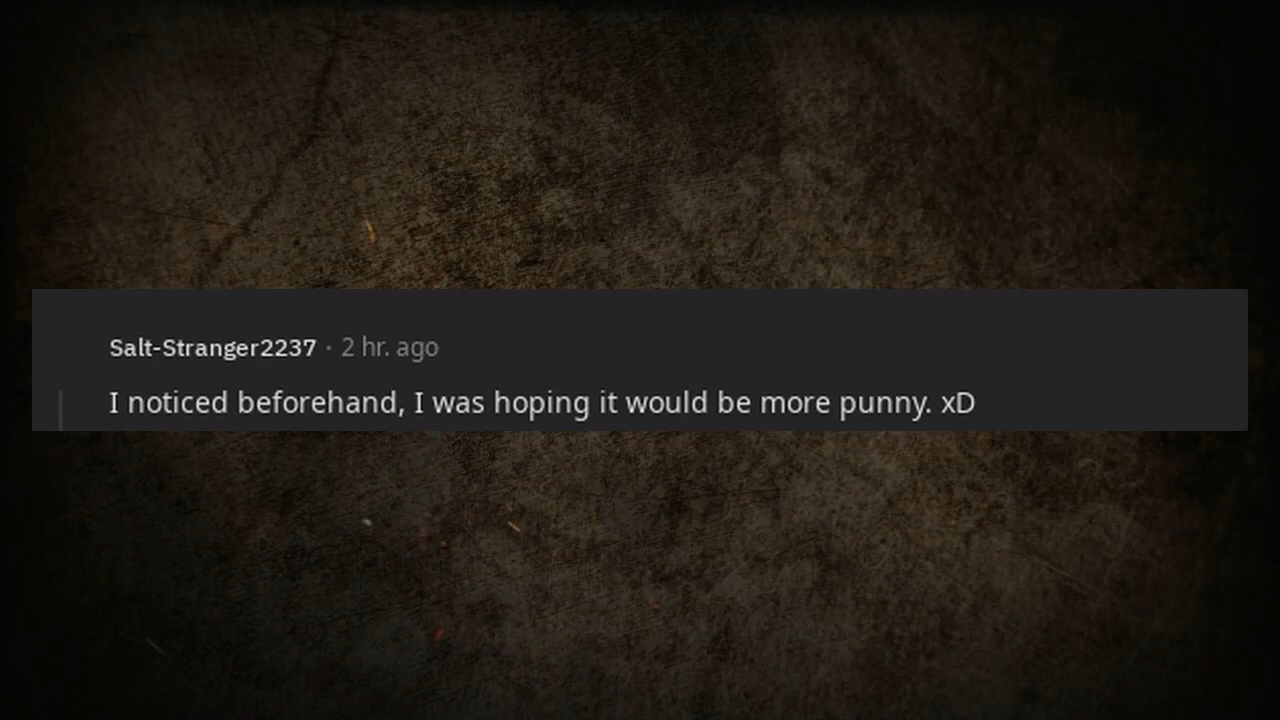 Salt-Stranger2237 · 2 hr. ago
I noticed beforehand, I was hoping it would be more punny. xD